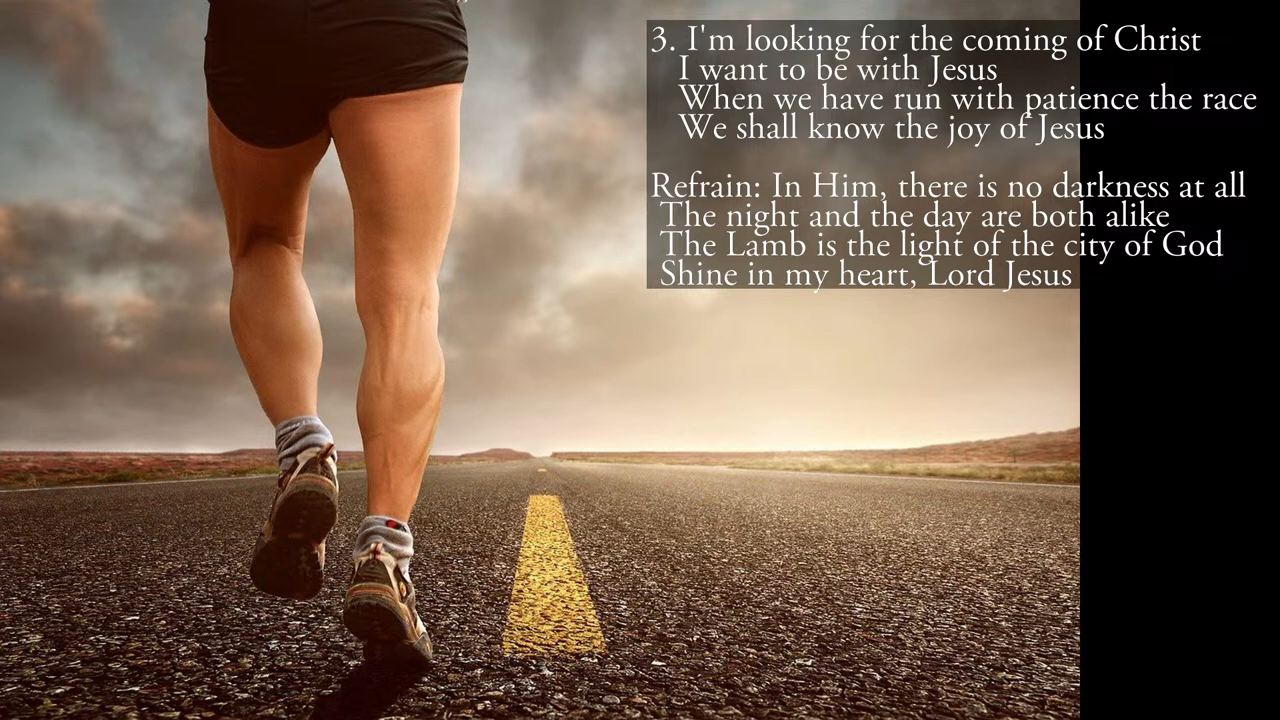 3. I'm looking for the coming of Christ
I want to be with Jesus
When we have run with patience the race
We shall know the joy of Jesus
Refrain: In Him, there is no darkness at all
The night and the day are both alike
The Lamb is the light of the city of God
Shine in my heart, Lord Jesus